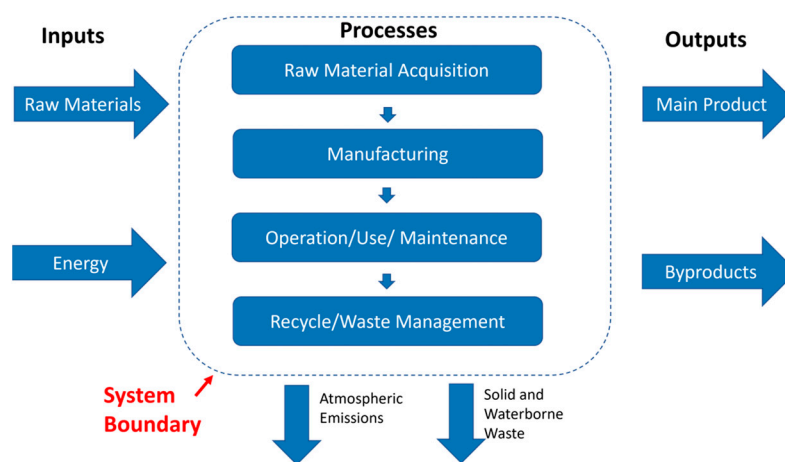 Inputs
Processes
Outputs
Raw Materials
Raw Material Acquisition
Main Product
Manufacturing
Energy
Operation/Use/ Maintenance
Byproducts
Recycle/Waste Management
System
Boundary
Atmospheric
Emissions
Solid and
Waterborne
Waste